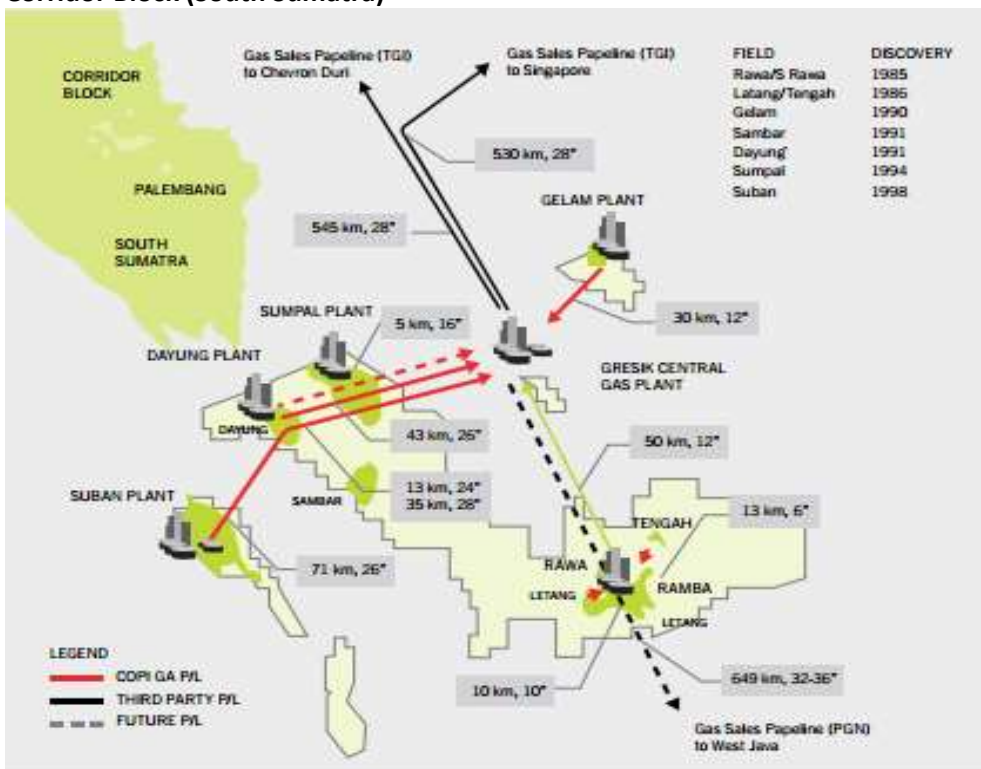 Corridor Block (South Sumatra)
Gas Sales Papeline (TGI)
to Chevron Duri
Gas Sales Papeline (TGI)
to Singapore
FIELD DISCOVERY
Rawa/S Rawa 1985
Latang/Tengah 1986
Gelam 1990
Sambar 1991
Dayung 1991
Sumpal 1994
Suban 1998
CORRIDOR
BLOCK
PALEMBANG
SOUTH
SUMATRA
530 km, 28"
545 km, 28"
GELAM PLANT
30 km, 12"
SUMPAL PLANT
5 km, 16"
DAYUNG PLANT
GRESIK CENTRAL
GAS PLANT
DAYUNG
43 km, 26"
50 km, 12"
SAMBAR
13 km, 24"
35 km, 28"
SUBAN PLANT
13 km, 6"
TENGAH
71 km, 26"
RAWA
RAMBA
LETANG
LETANG
LEGEND
COPI GA P/L
THIRD PARTY P/L
FUTURE P/L
10 km, 10"
649 km, 32-36"
Gas Sales Papeline (PGN)
to West Java